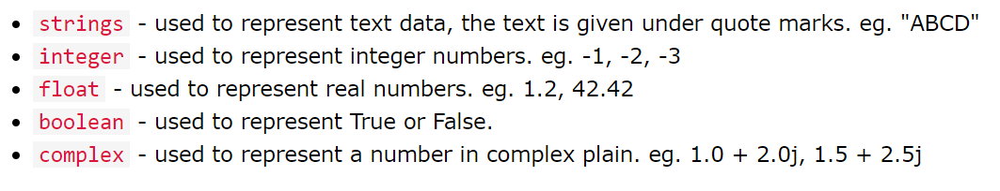 • strings - used to represent text data, the text is given under quote marks. eg. "ABCD"
• integer - used to represent integer numbers. eg. -1, -2, -3
• float - used to represent real numbers. eg. 1.2, 42.42
• boolean - used to represent True or False.
• complex - used to represent a number in complex plain. eg. 1.0 + 2.0j, 1.5 + 2.5j